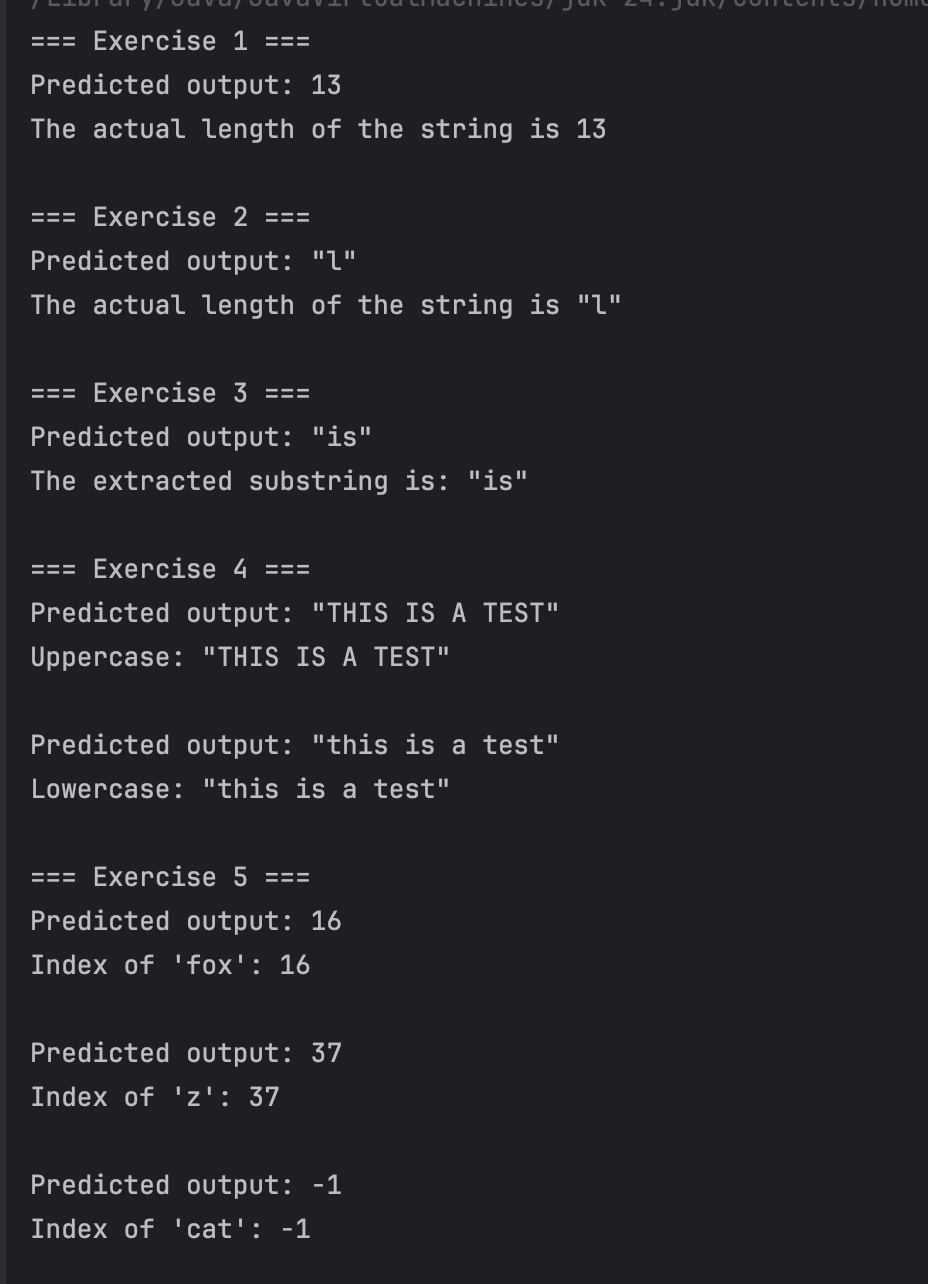 /Library/Java/JavaVirtualMachines/jdk-24.jdk/Contents/Home
=== Exercise 1 ===
Predicted output: 13
The actual length of the string is 13
=== Exercise 2 ===
Predicted output: "l"
The actual length of the string is "l"
=== Exercise 3 ===
Predicted output: "is"
The extracted substring is: "is"
=== Exercise 4 ===
Predicted output: "THIS IS A TEST"
Uppercase: "THIS IS A TEST"
Predicted output: "this is a test"
Lowercase: "this is a test"
=== Exercise 5 ===
Predicted output: 16
Index of 'fox': 16
Predicted output: 37
Index of 'z': 37
Predicted output: -1
Index of 'cat': -1